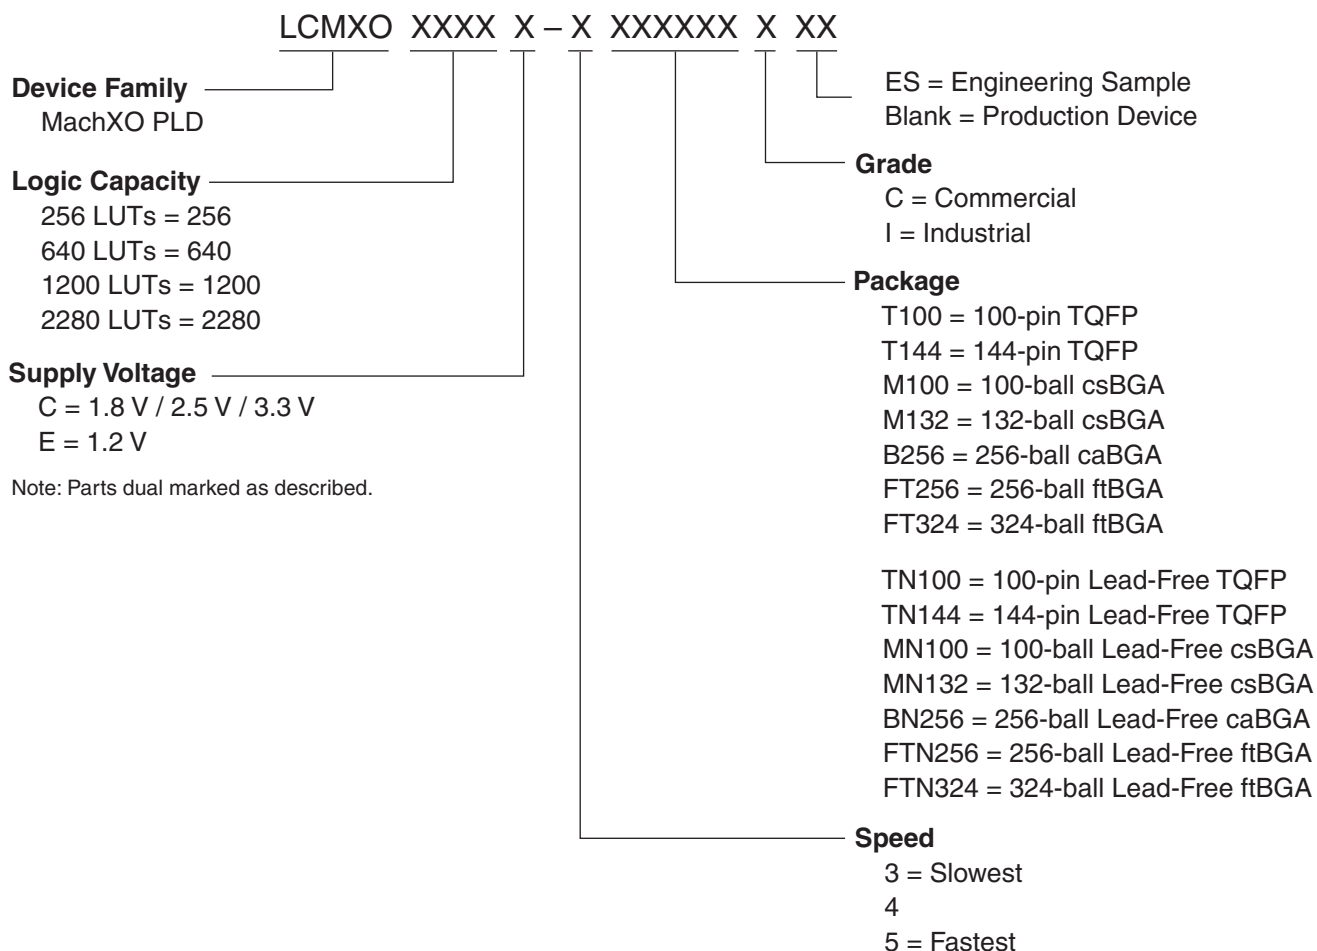 LCMXO XXXX X – X XXXXXX X XX
Device Family
MachXO PLD
Logic Capacity
256 LUTs = 256
640 LUTs = 640
1200 LUTs = 1200
2280 LUTs = 2280
Supply Voltage
C = 1.8 V / 2.5 V / 3.3 V
E = 1.2 V
Note: Parts dual marked as described.
ES = Engineering Sample
Blank = Production Device
Grade
C = Commercial
I = Industrial
Package
T100 = 100-pin TQFP
T144 = 144-pin TQFP
M100 = 100-ball csBGA
M132 = 132-ball csBGA
B256 = 256-ball caBGA
FT256 = 256-ball ftBGA
FT324 = 324-ball ftBGA
TN100 = 100-pin Lead-Free TQFP
TN144 = 144-pin Lead-Free TQFP
MN100 = 100-ball Lead-Free csBGA
MN132 = 132-ball Lead-Free csBGA
BN256 = 256-ball Lead-Free caBGA
FTN256 = 256-ball Lead-Free ftBGA
FTN324 = 324-ball Lead-Free ftBGA
Speed
3 = Slowest
4
5 = Fastest